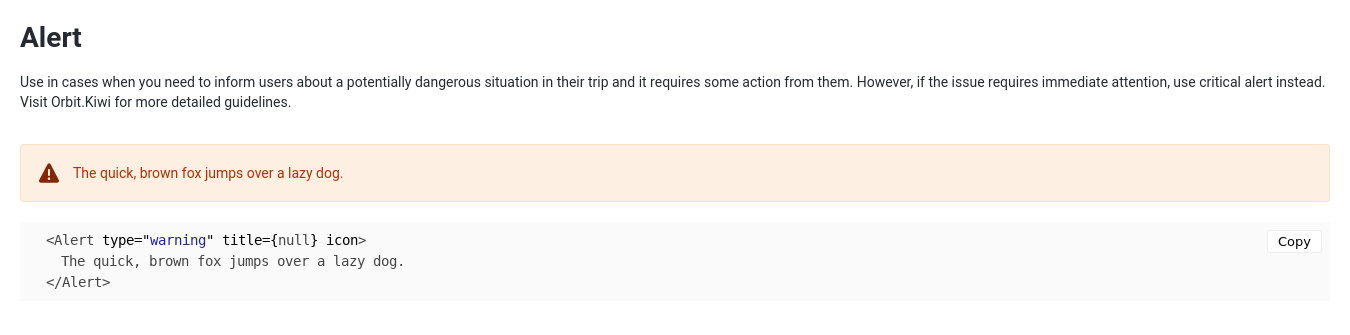 Alert
Use in cases when you need to inform users about a potentially dangerous situation in their trip and it requires some action from them. However, if the issue requires immediate attention, use critical alert instead.
Visit Orbit.Kiwi for more detailed guidelines.
The quick, brown fox jumps over a lazy dog.
<Alert type="warning" title={null} icon>
Copy
The quick, brown fox jumps over a lazy dog.
</Alert>